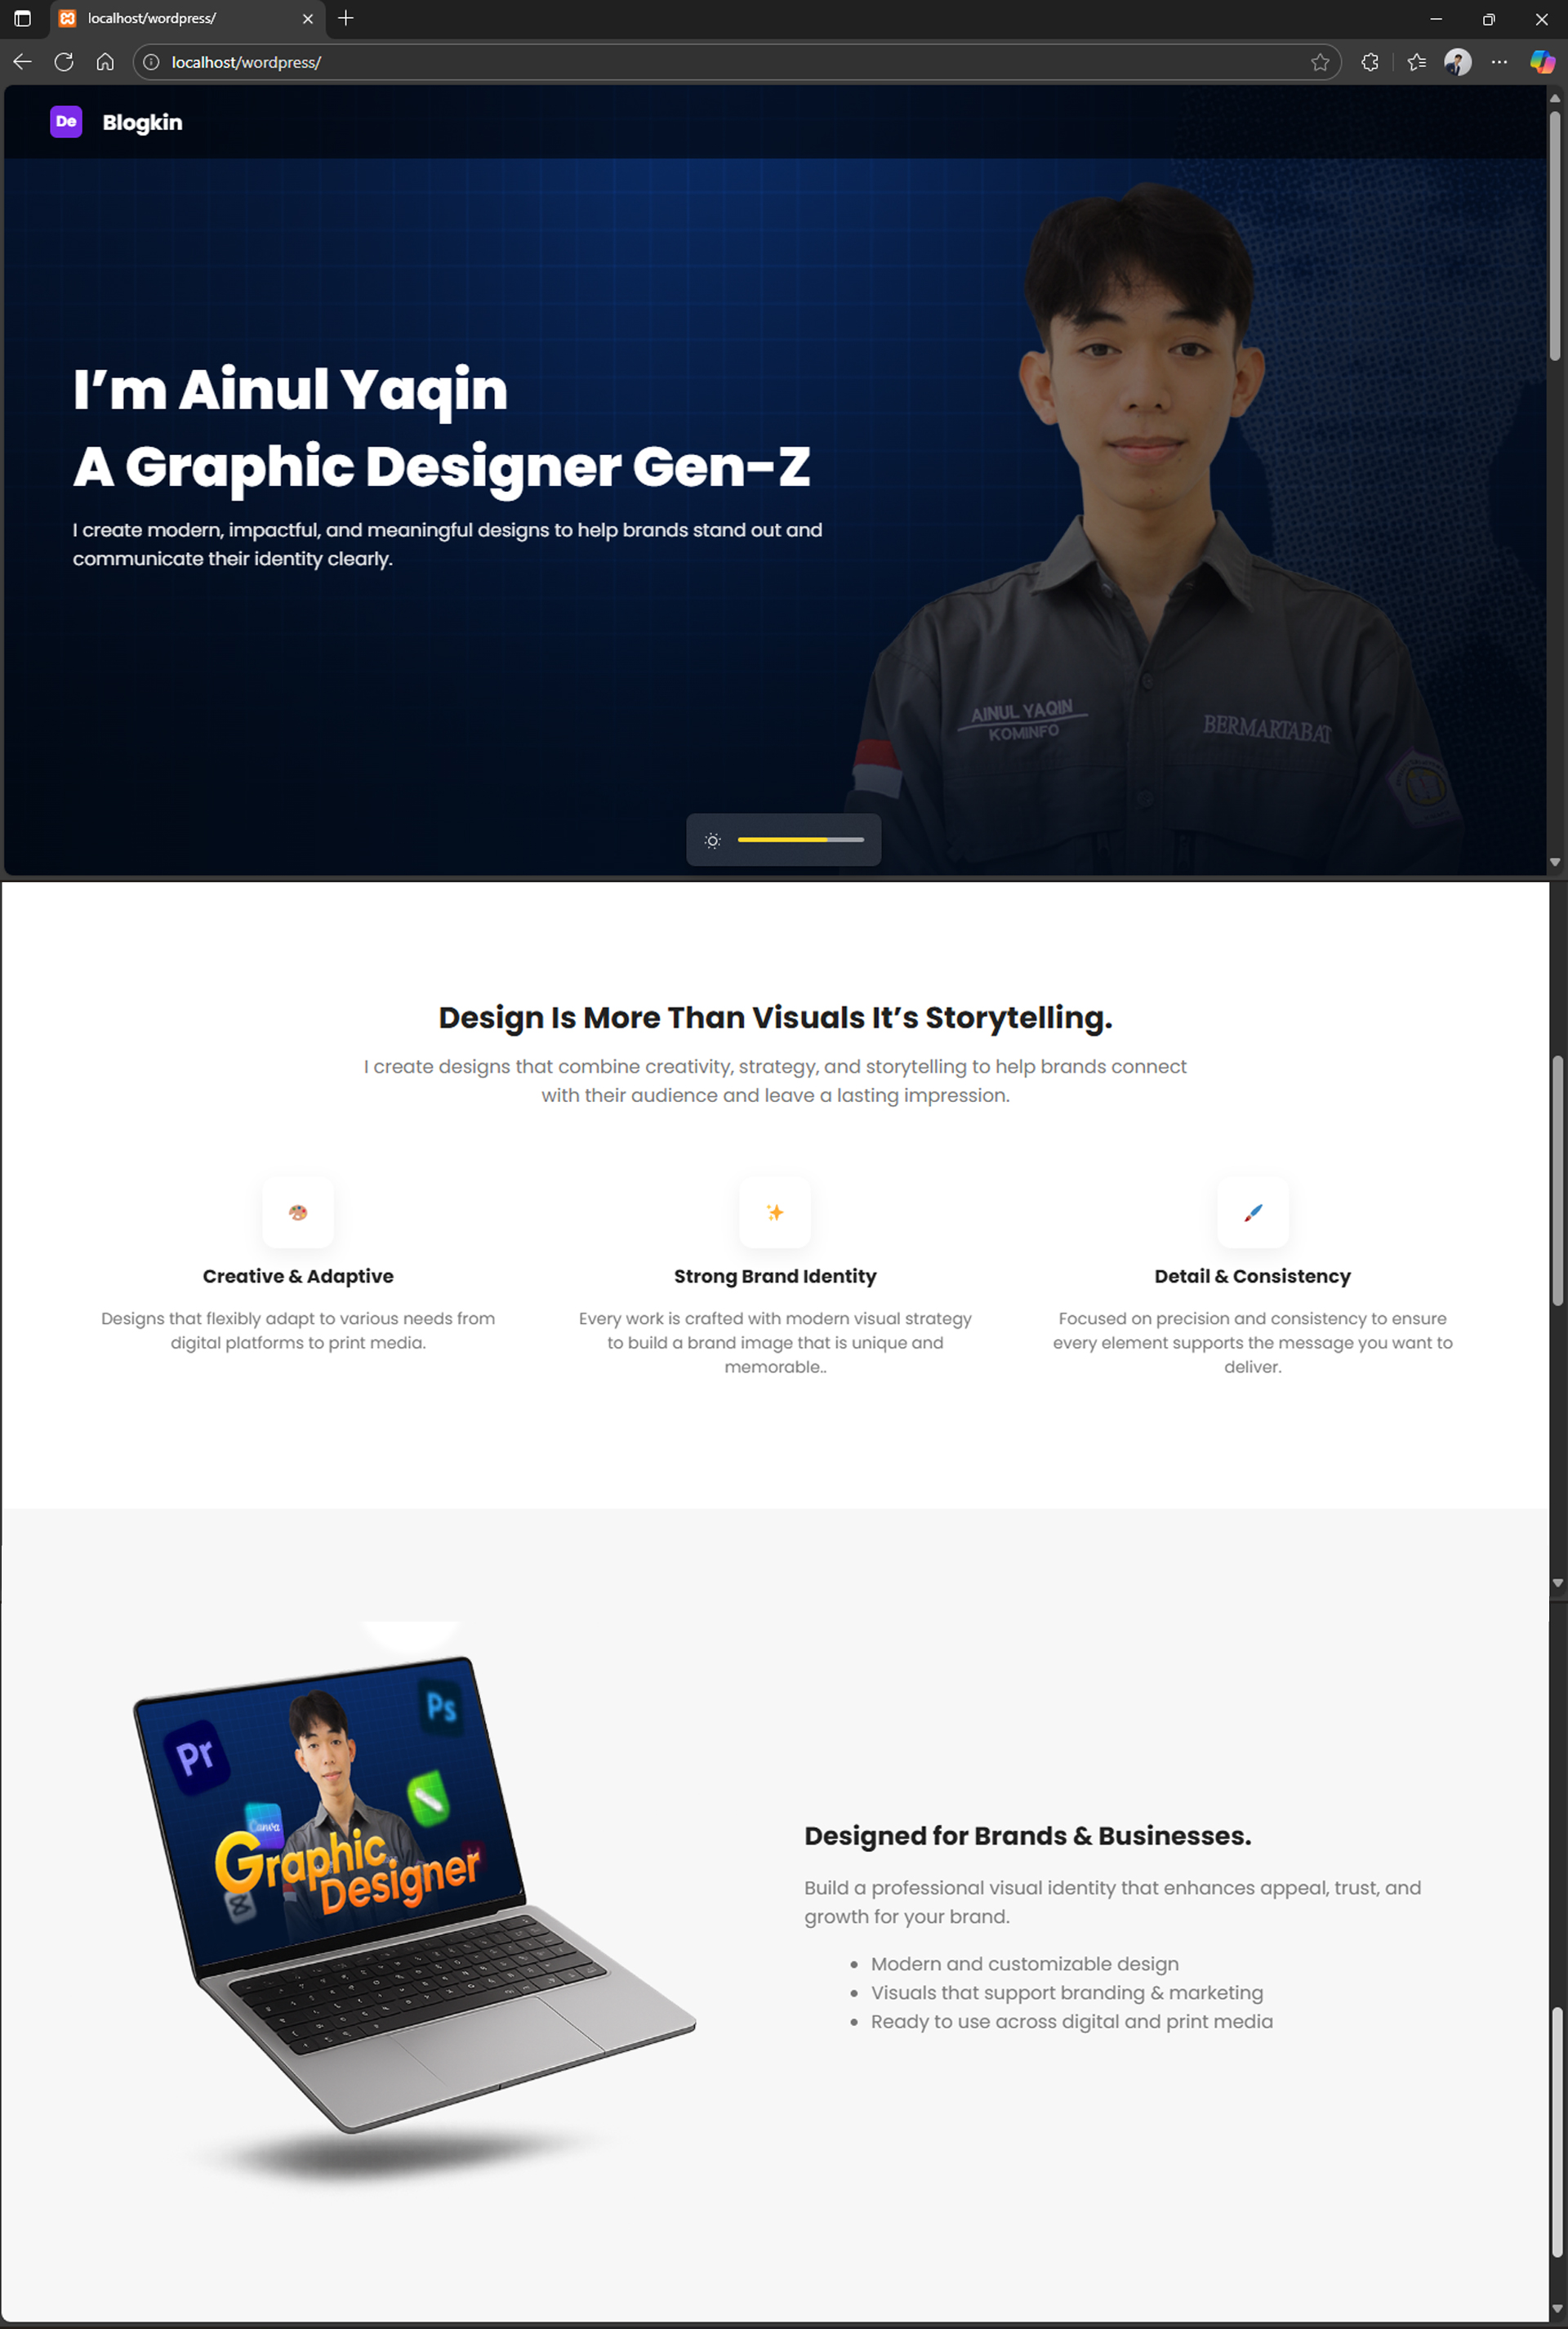 localhost/wordpress/
localhost/wordpress/
De Blogkin
I’m Ainul Yaqin
A Graphic Designer Gen-Z
I create modern, impactful, and meaningful designs to help brands stand out and
communicate their identity clearly.
AINUL YAQIN
KOMINFO
BERMARTABAT
Design Is More Than Visuals It’s Storytelling.
I create designs that combine creativity, strategy, and storytelling to help brands connect
with their audience and leave a lasting impression.
Creative & Adaptive
Designs that flexibly adapt to various needs from
digital platforms to print media.
Strong Brand Identity
Every work is crafted with modern visual strategy
to build a brand image that is unique and
memorable..
Detail & Consistency
Focused on precision and consistency to ensure
every element supports the message you want to
deliver.
Ps
Pr
Canva
Graphic
Designer
Designed for Brands & Businesses.
Build a professional visual identity that enhances appeal, trust, and
growth for your brand.
• Modern and customizable design
• Visuals that support branding & marketing
• Ready to use across digital and print media